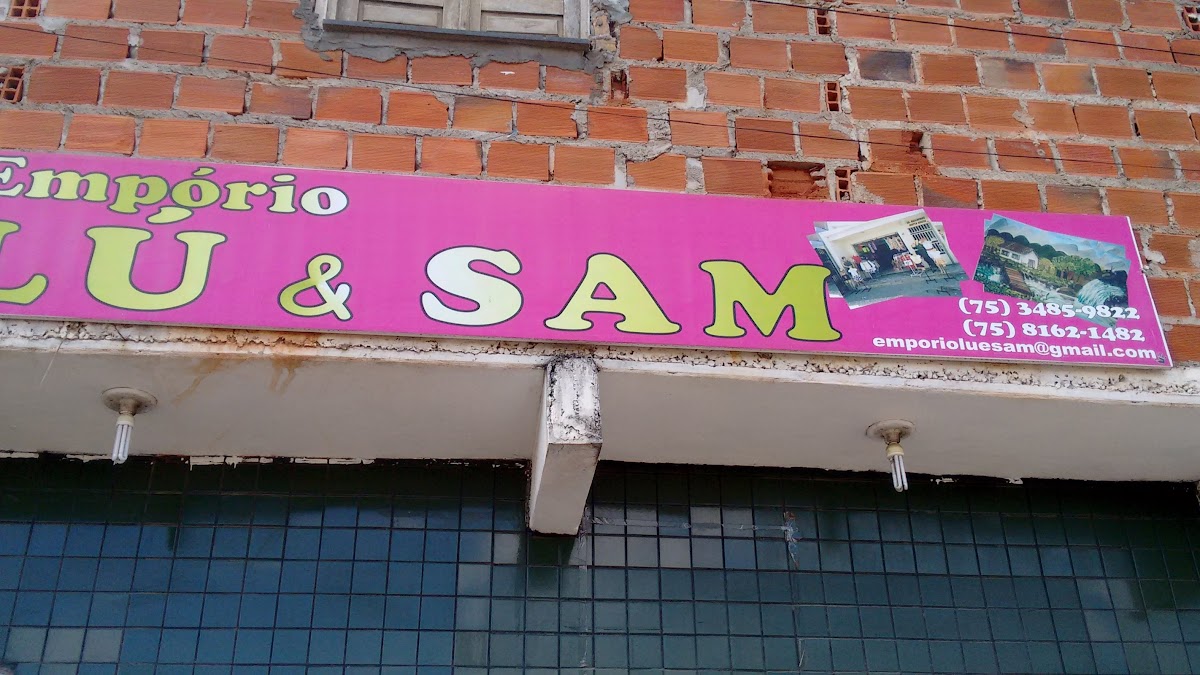 Empório
LÚ & SAM
(75) 3485-9822
(75) 8162-1482
emporioluesam@gmail.com